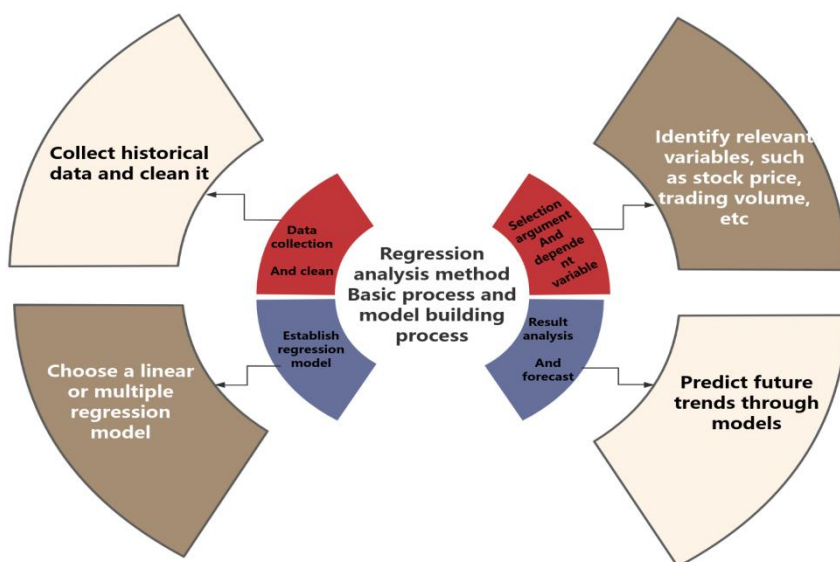 Collect historical
data and clean it
Identify relevant
variables, such
as stock price,
trading volume,
etc
Data
collection
And clean
Selection
argument
And
depende
nt
variable
Regression
analysis method
Basic process and
model building
process
Establish
regression
model
Result
analysis
And
forecast
Choose a linear
or multiple
regression
model
Predict future
trends through
models